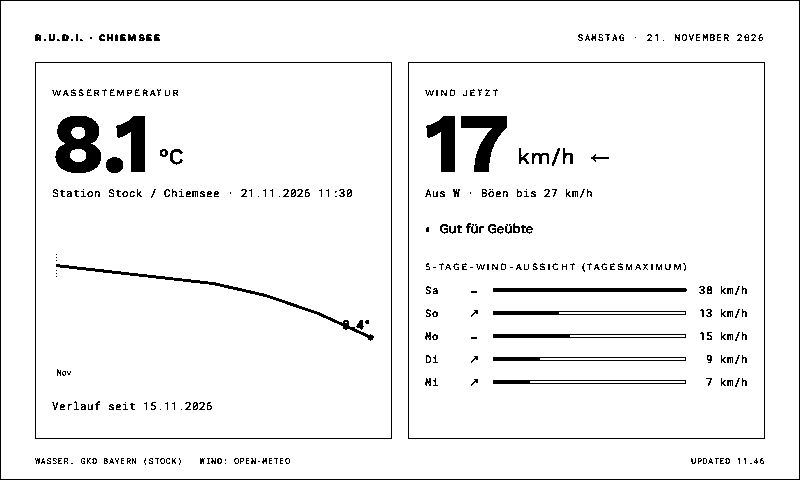 R.U.D.I. · CHIEMSEE
SAMSTAG · 21. NOVEMBER 2026
WASSERTEMPERATUR
8.1 °C
Station Stock / Chiemsee · 21.11.2026 11:30
Nov
Verlauf seit 15.11.2026
WIND JETZT
17 km/h ←
Aus W · Böen bis 27 km/h
Gut für Geübte
5-TAGE-WIND-AUSSICHT (TAGESMAXIMUM)
Sa → 38 km/h
So ↗ 13 km/h
Mo → 15 km/h
Di ↗ 9 km/h
Mi ↗ 7 km/h
WASSER: GKD BAYERN (STOCK) WIND: OPEN-METEO
UPDATED 11:46